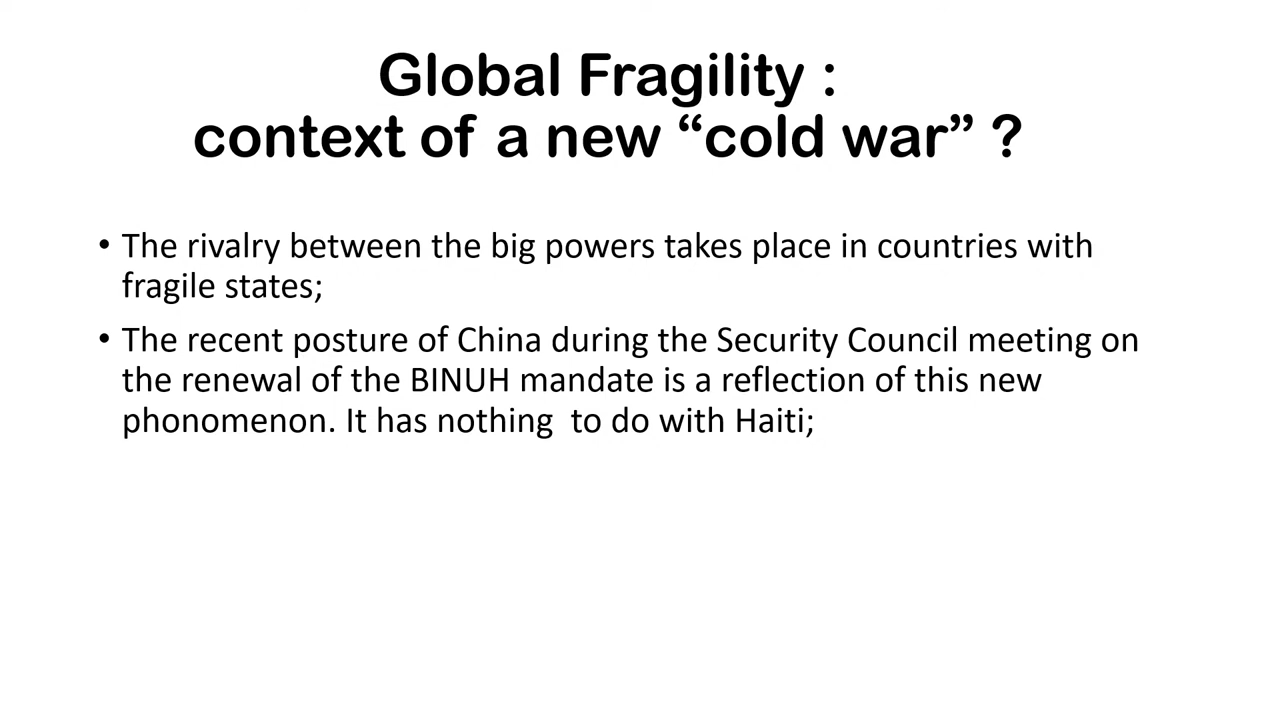 Global Fragility :
context of a new “cold war” ?
• The rivalry between the big powers takes place in countries with
fragile states;
• The recent posture of China during the Security Council meeting on
the renewal of the BINUH mandate is a reflection of this new
phonomenon. It has nothing  to do with Haiti;